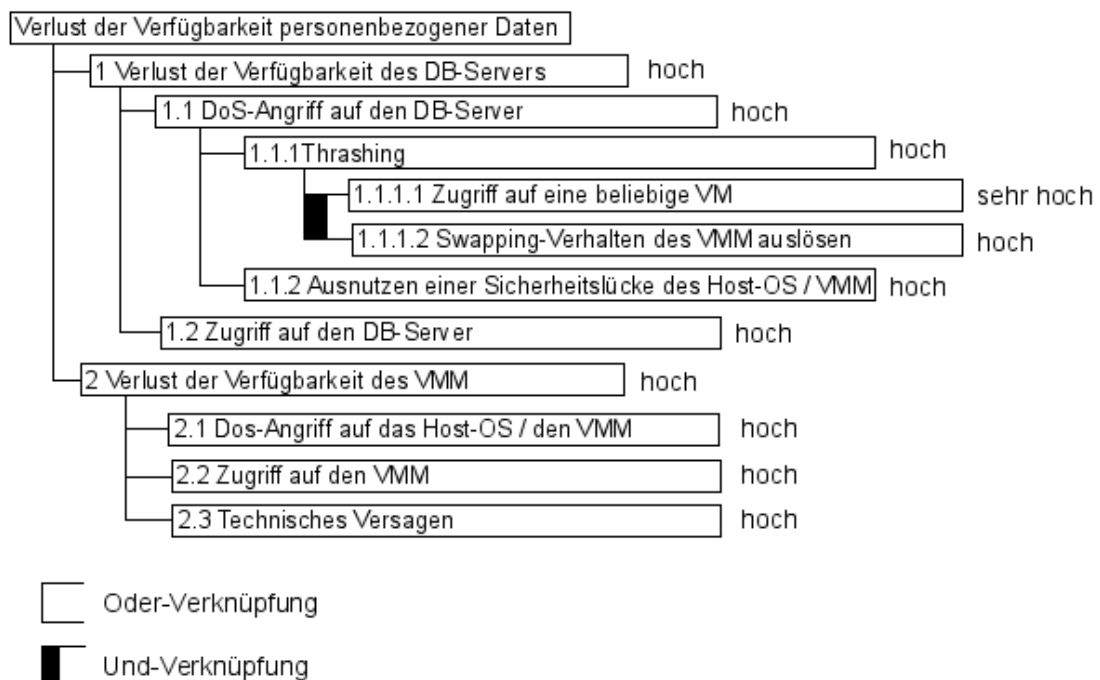 Verlust der Verfügbarkeit personenbezogener Daten
1 Verlust der Verfügbarkeit des DB-Servers hoch
1.1 DoS-Angriff auf den DB-Server hoch
1.1.1Thrashing hoch
1.1.1.1 Zugriff auf eine beliebige VM sehr hoch
1.1.1.2 Swapping-Verhalten des VMM auslösen hoch
1.1.2 Ausnutzen einer Sicherheitslücke des Host-OS / VMM hoch
1.2 Zugriff auf den DB-Server hoch
2 Verlust der Verfügbarkeit des VMM hoch
2.1 Dos-Angriff auf das Host-OS / den VMM hoch
2.2 Zugriff auf den VMM hoch
2.3 Technisches Versagen hoch
Oder-Verknüpfung
Und-Verknüpfung